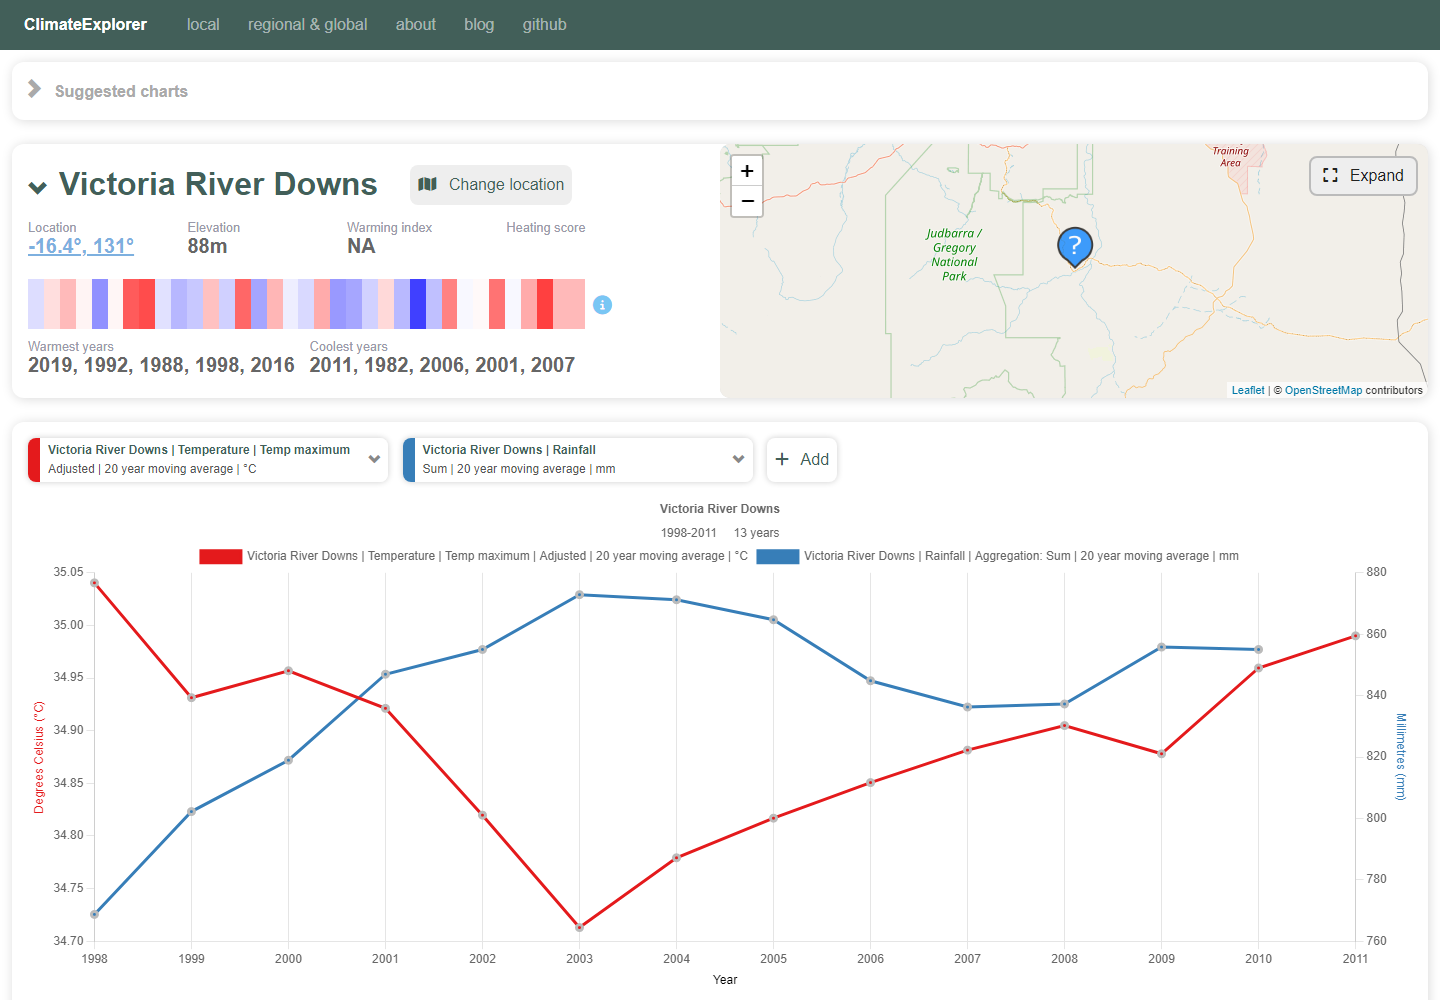 ClimateExplorer local regional & global about blog github
Suggested charts
Victoria River Downs Change location
Location Elevation Warming index Heating score
-16.4°, 131° 88m NA
Warmest years Coolest years
2019, 1992, 1988, 1998, 2016 2011, 1982, 2006, 2001, 2007
+
−
Training
Area
Expand
Judbarra /
Gregory
National
Park
?
Leaflet | © OpenStreetMap contributors
Victoria River Downs | Temperature | Temp maximum
Adjusted | 20 year moving average | °C
Victoria River Downs | Rainfall
Sum | 20 year moving average | mm
+ Add
Victoria River Downs
1998-2011 13 years
Victoria River Downs | Temperature | Temp maximum | Adjusted | 20 year moving average | °C Victoria River Downs | Rainfall | Aggregation: Sum | 20 year moving average | mm
35.05
35.00
34.95
34.90
34.85
34.80
34.75
34.70
Degrees Celsius (°C)
880
860
840
820
800
780
760
Millimetres (mm)
1998 1999 2000 2001 2002 2003 2004 2005 2006 2007 2008 2009 2010 2011
Year